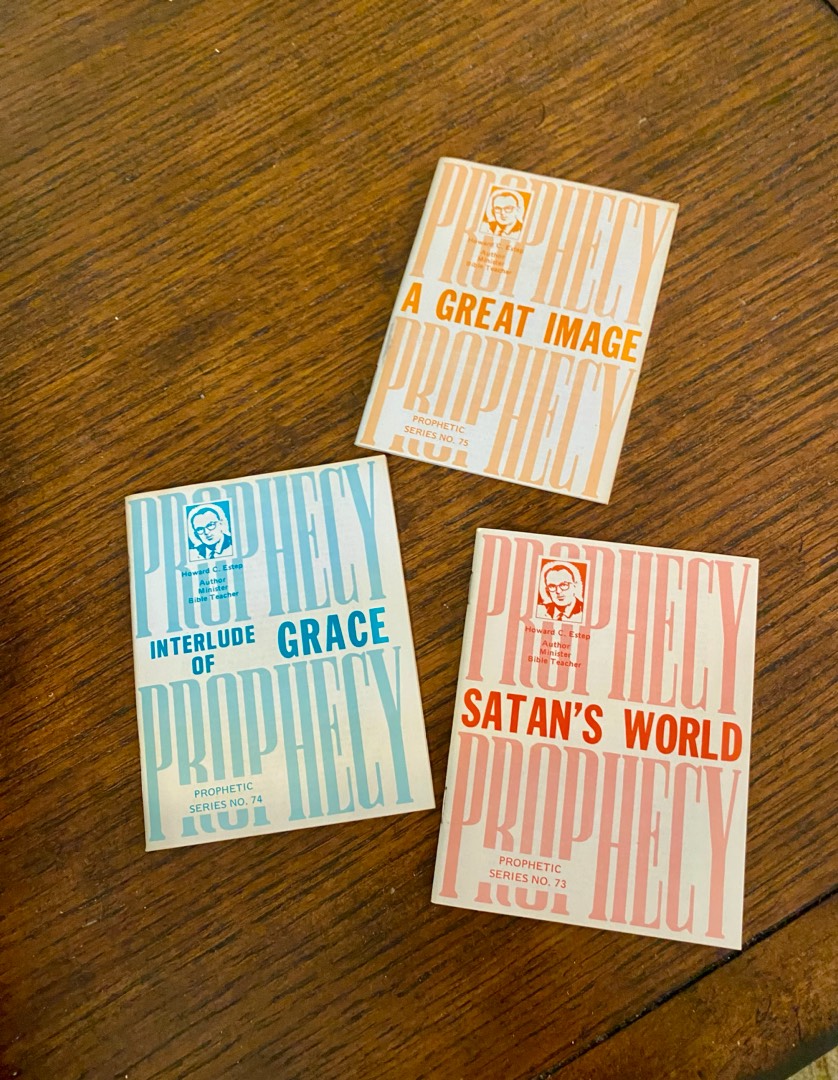 PROPHECY
Howard C. Estep
Author
Minister
Bible Teacher
A GREAT IMAGE
PROPHECY
PROPHETIC
SERIES NO. 75
PROPHECY
Howard C. Estep
Author
Minister
Bible Teacher
INTERLUDE
OF
GRACE
PROPHECY
PROPHETIC
SERIES NO. 74
PROPHECY
Howard C. Estep
Author
Minister
Bible Teacher
SATAN'S WORLD
PROPHECY
PROPHETIC
SERIES NO. 73